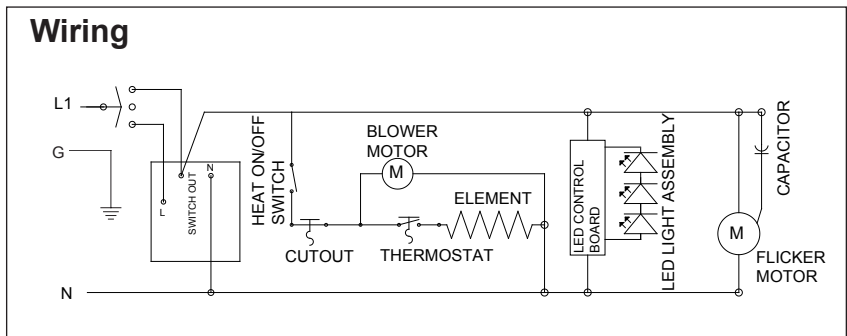 Wiring
L1
G
N
L
SWITCH OUT
N
HEAT ON/OFF
SWITCH
CUTOUT
BLOWER
MOTOR
M
THERMOSTAT
ELEMENT
LED CONTROL
BOARD
LED LIGHT ASSEMBLY
CAPACITOR
M
FLICKER
MOTOR